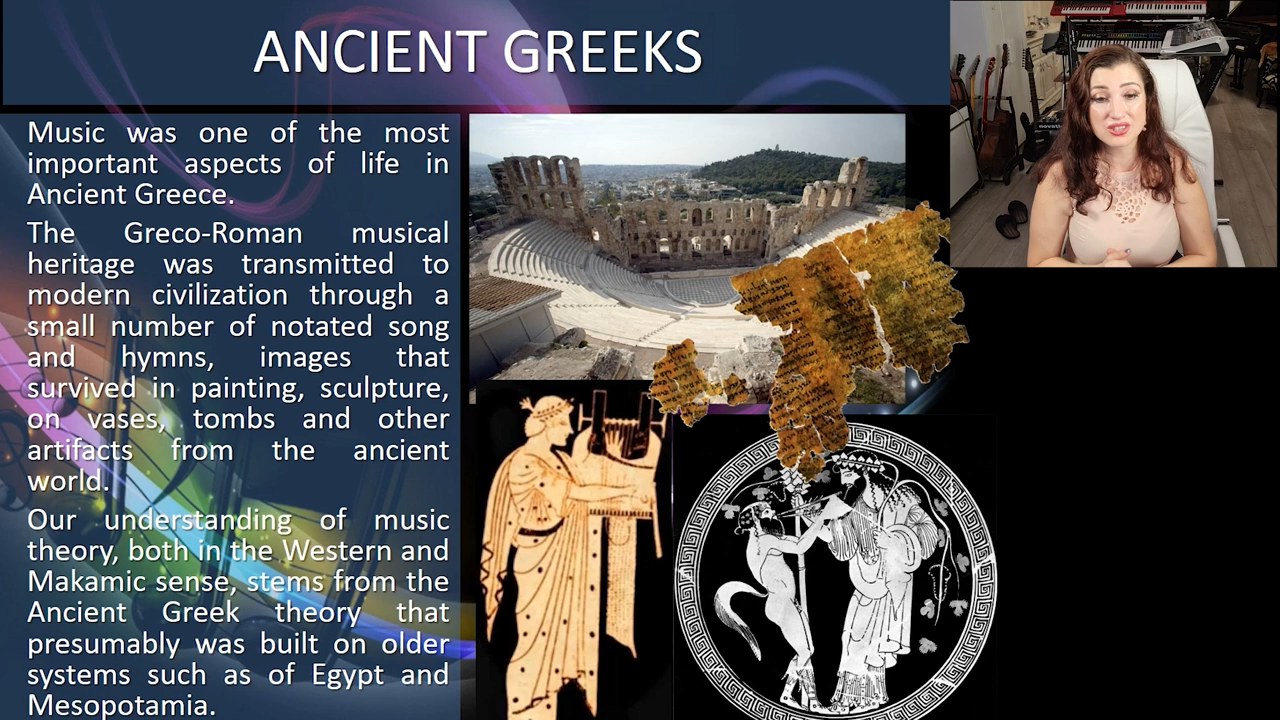 ANCIENT GREEKS
Music was one of the most
important aspects of life in
Ancient Greece.
The Greco-Roman musical
heritage was transmitted to
modern civilization through a
small number of notated song
and hymns, images that
survived in painting, sculpture,
on vases, tombs and other
artifacts from the ancient
world.
Our understanding of music
theory, both in the Western and
Makamic sense, stems from the
Ancient Greek theory that
presumably was built on older
systems such as of Egypt and
Mesopotamia.